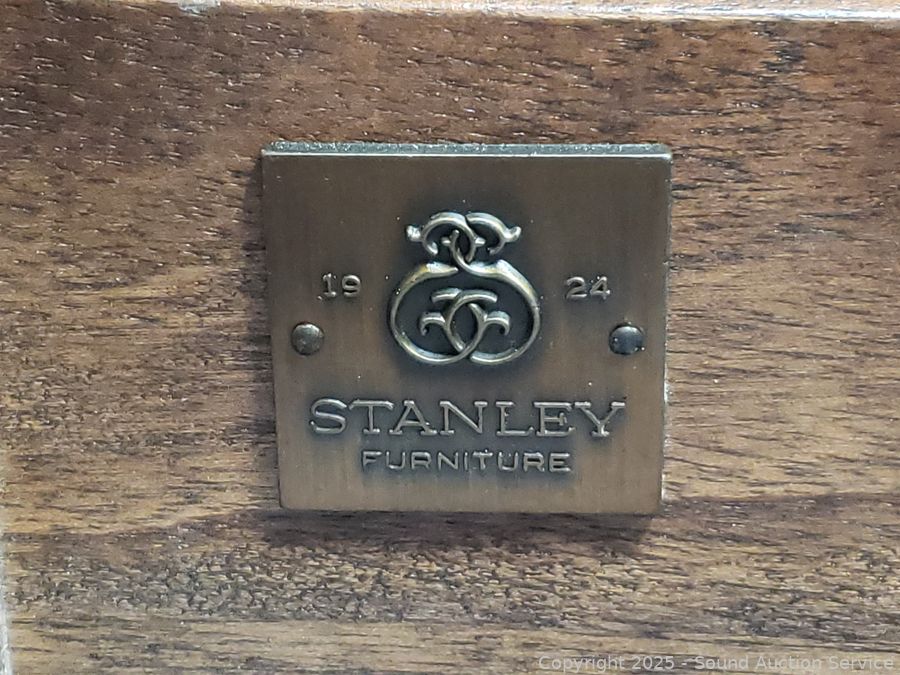 19 24
STANLEY
FURNITURE
Copyright 2025 - Sound Auction Service